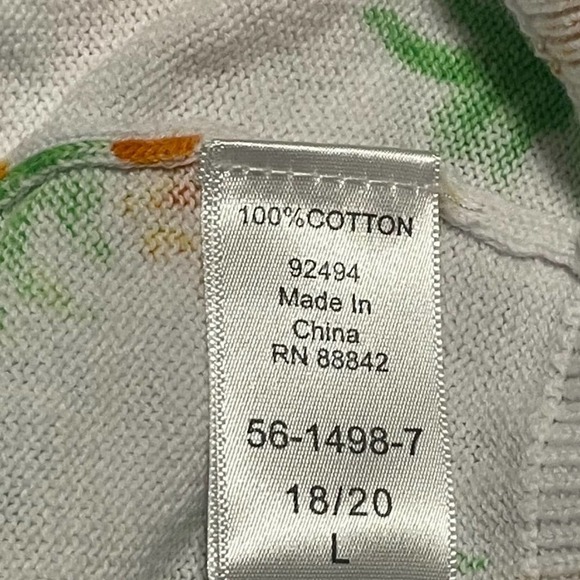 100%COTTON
92494
Made In
China
RN 88842
56-1498-7
18/20
L